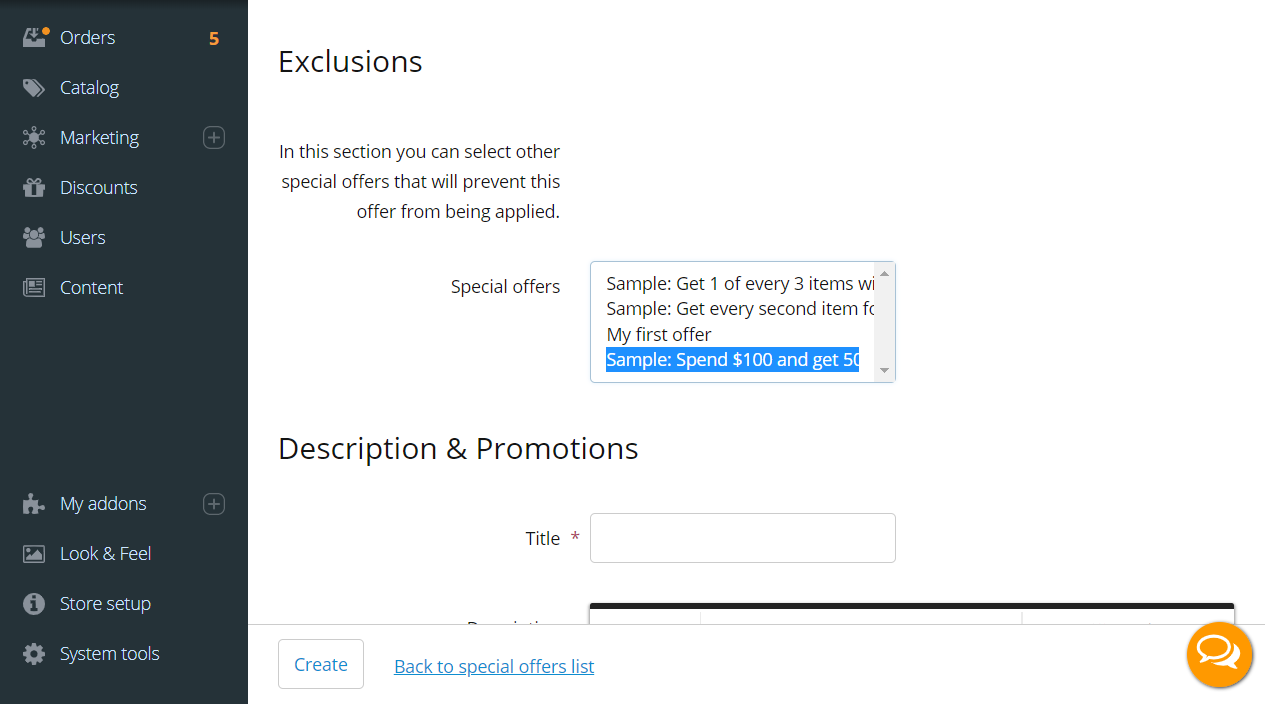 Orders 5
Catalog
Marketing
Discounts
Users
Content
My addons
Look & Feel
Store setup
System tools
Exclusions
In this section you can select other
special offers that will prevent this
offer from being applied.
Special offers
Sample: Get 1 of every 3 items wi
Sample: Get every second item fo
My first offer
Sample: Spend $100 and get 50
Description & Promotions
Title *
Create
Back to special offers list